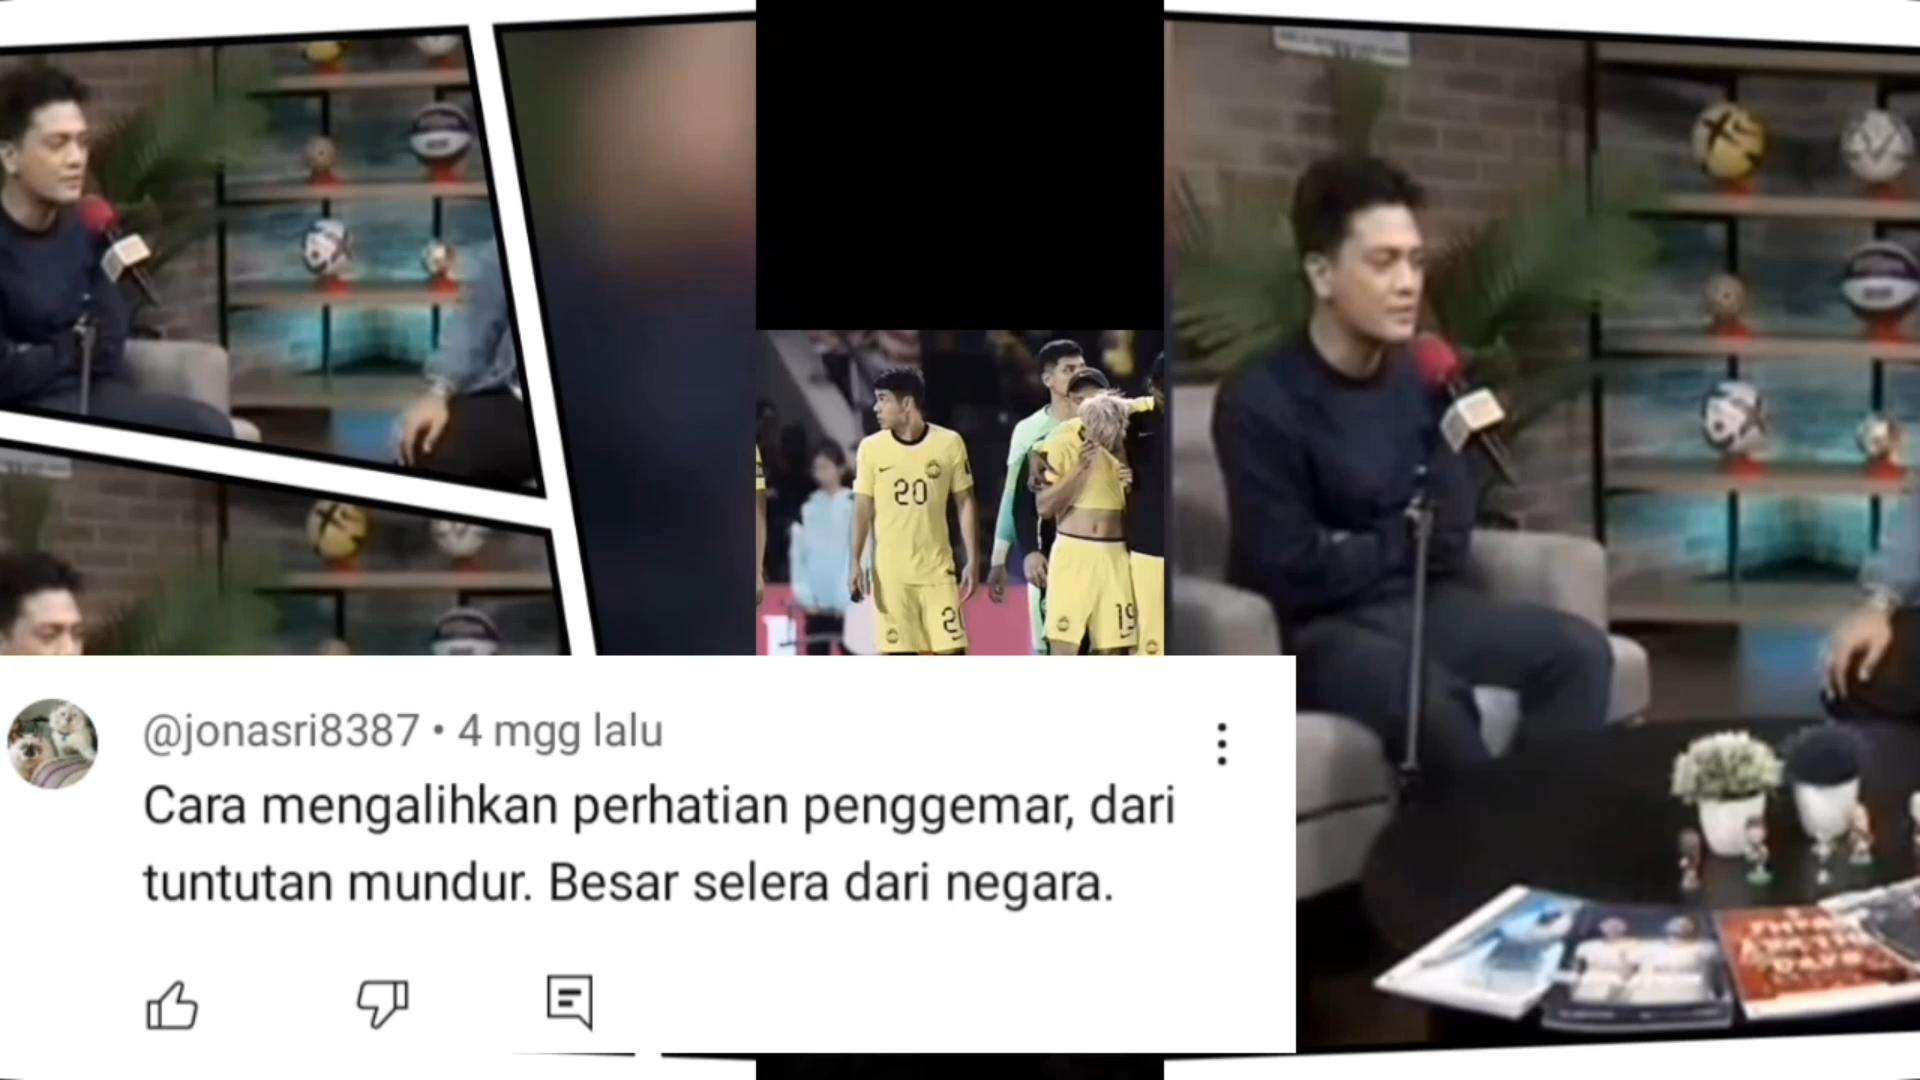 20
20
19
@jonasri8387 • 4 mgg lalu
Cara mengalihkan perhatian penggemar, dari
tuntutan mundur. Besar selera dari negara.